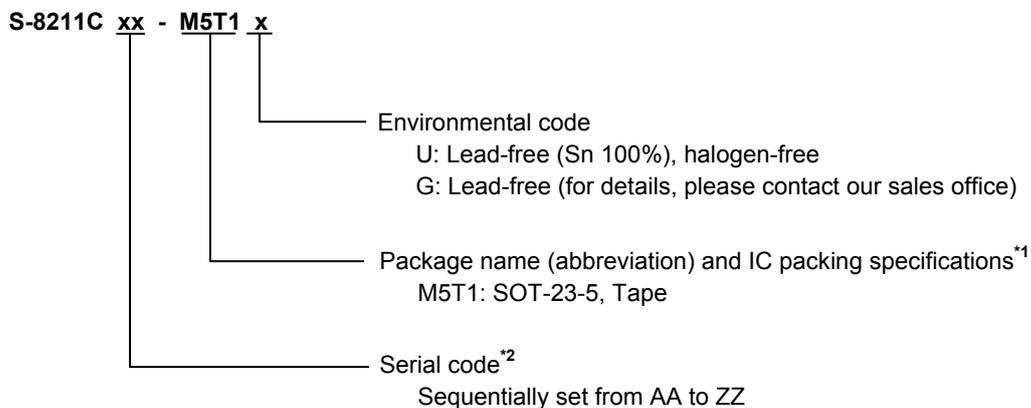 S-8211C xx - M5T1 x
Environmental code
U: Lead-free (Sn 100%), halogen-free
G: Lead-free (for details, please contact our sales office)
Package name (abbreviation) and IC packing specifications*1
M5T1: SOT-23-5, Tape
Serial code*2
Sequentially set from AA to ZZ